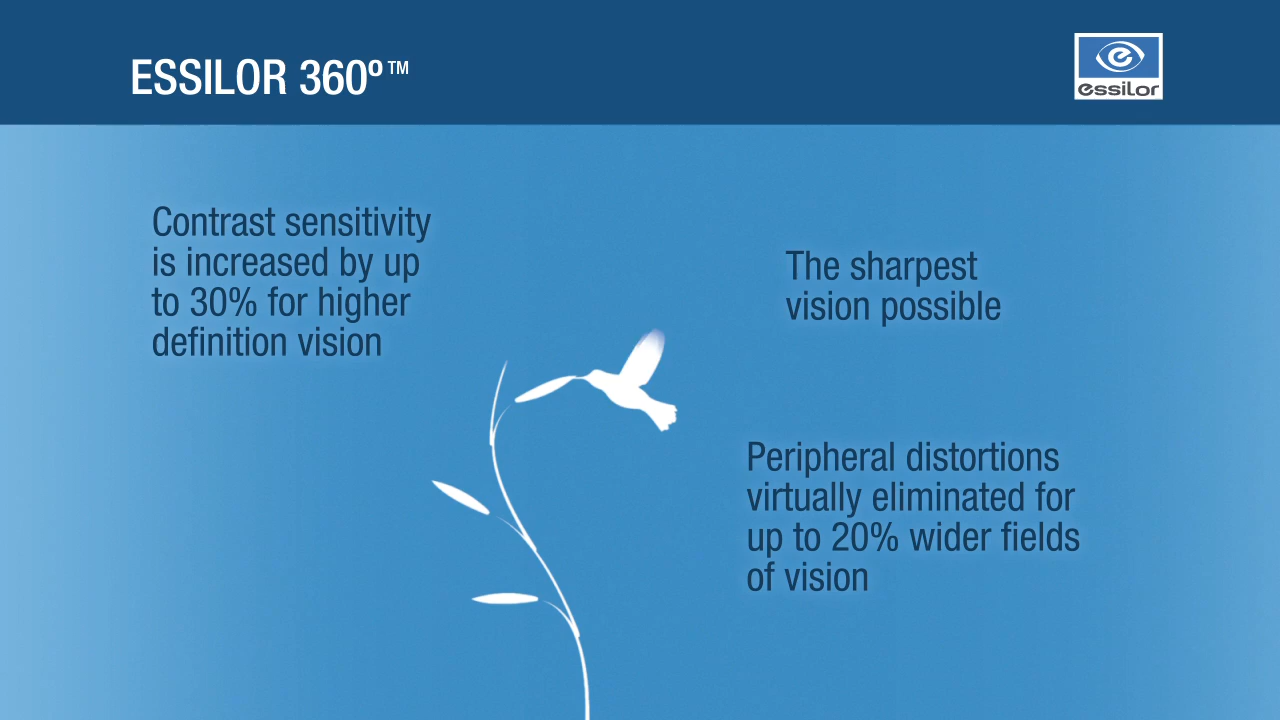 ESSILOR 360º™
essilor
Contrast sensitivity
is increased by up
to 30% for higher
definition vision
The sharpest
vision possible
Peripheral distortions
virtually eliminated for
up to 20% wider fields
of vision